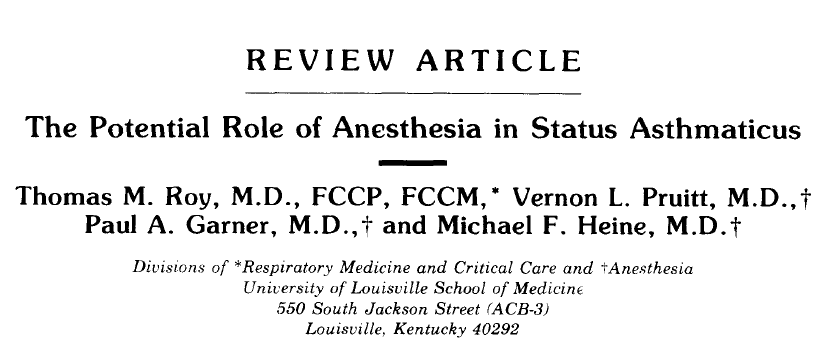 REVIEW ARTICLE
The Potential Role of Anesthesia in Status Asthmaticus
Thomas M. Roy, M.D., FCCP, FCCM,* Vernon L. Pruitt, M.D.,†
Paul A. Garner, M.D.,† and Michael F. Heine, M.D.†
Divisions of *Respiratory Medicine and Critical Care and †Anesthesia
University of Louisville School of Medicine
550 South Jackson Street (ACB-3)
Louisville, Kentucky 40292